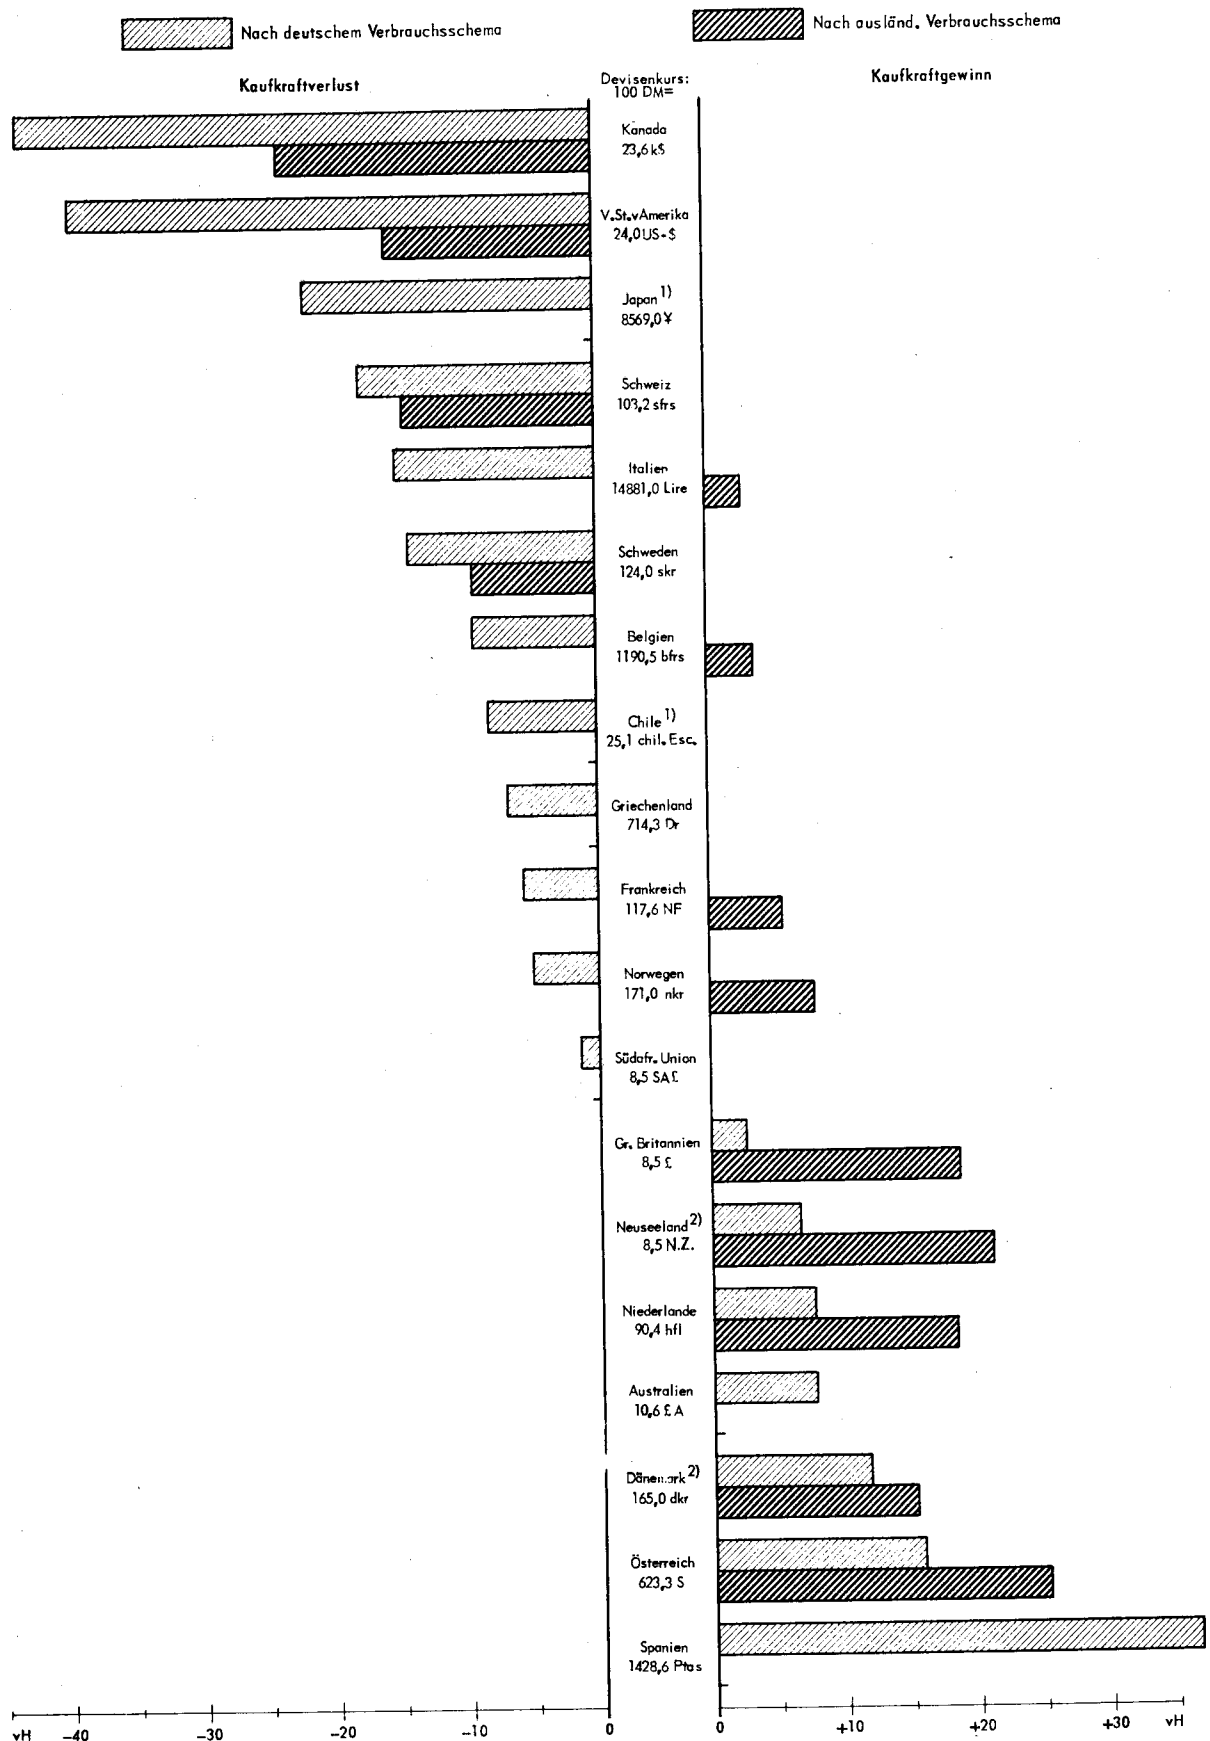 Nach deutschem Verbrauchsschema
Nach ausländ. Verbrauchsschema
Kaufkraftverlust
Devisenkurs:
100 DM=
Kaufkraftgewinn
Kanada
23,6 k$
V.St.v Amerika
24,0 US-$
Japan 1)
8569,0 ¥
Schweiz
103,2 sfrs
Italien
14881,0 Lire
Schweden
124,0 skr
Belgien
1190,5 bfrs
Chile 1)
25,1 chil. Esc.
Griechenland
714,3 Dr
Frankreich
117,6 NF
Norwegen
171,0 nkr
Südafr. Union
8,5 SA£
Gr. Britannien
8,5 £
Neuseeland 2)
8,5 N.Z.
Niederlande
90,4 hfl
Australien
10,6 £ A
Dänemark 2)
165,0 dkr
Österreich
623,3 S
Spanien
1428,6 Ptas
vH -40 -30 -20 -10 0 0 +10 +20 +30 vH